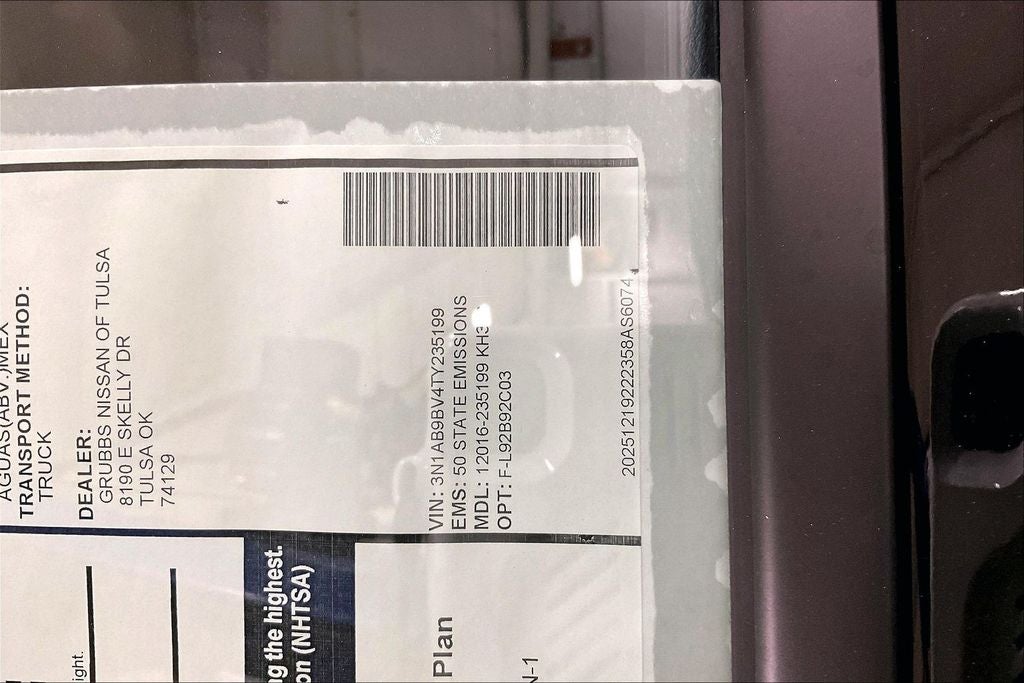 AGUAS(ABV.)MEX
TRANSPORT METHOD:
TRUCK
DEALER:
GRUBBS NISSAN OF TULSA
8190 E SKELLY DR
TULSA OK
74129
VIN: 3N1AB9BV4TY235199
EMS: 50 STATE EMISSIONS
MDL: 12016-235199
OPT: F-L92B92C03
20251219222358AS6074
ight.
ng the highest.
on (NHTSA)
Plan
N-1